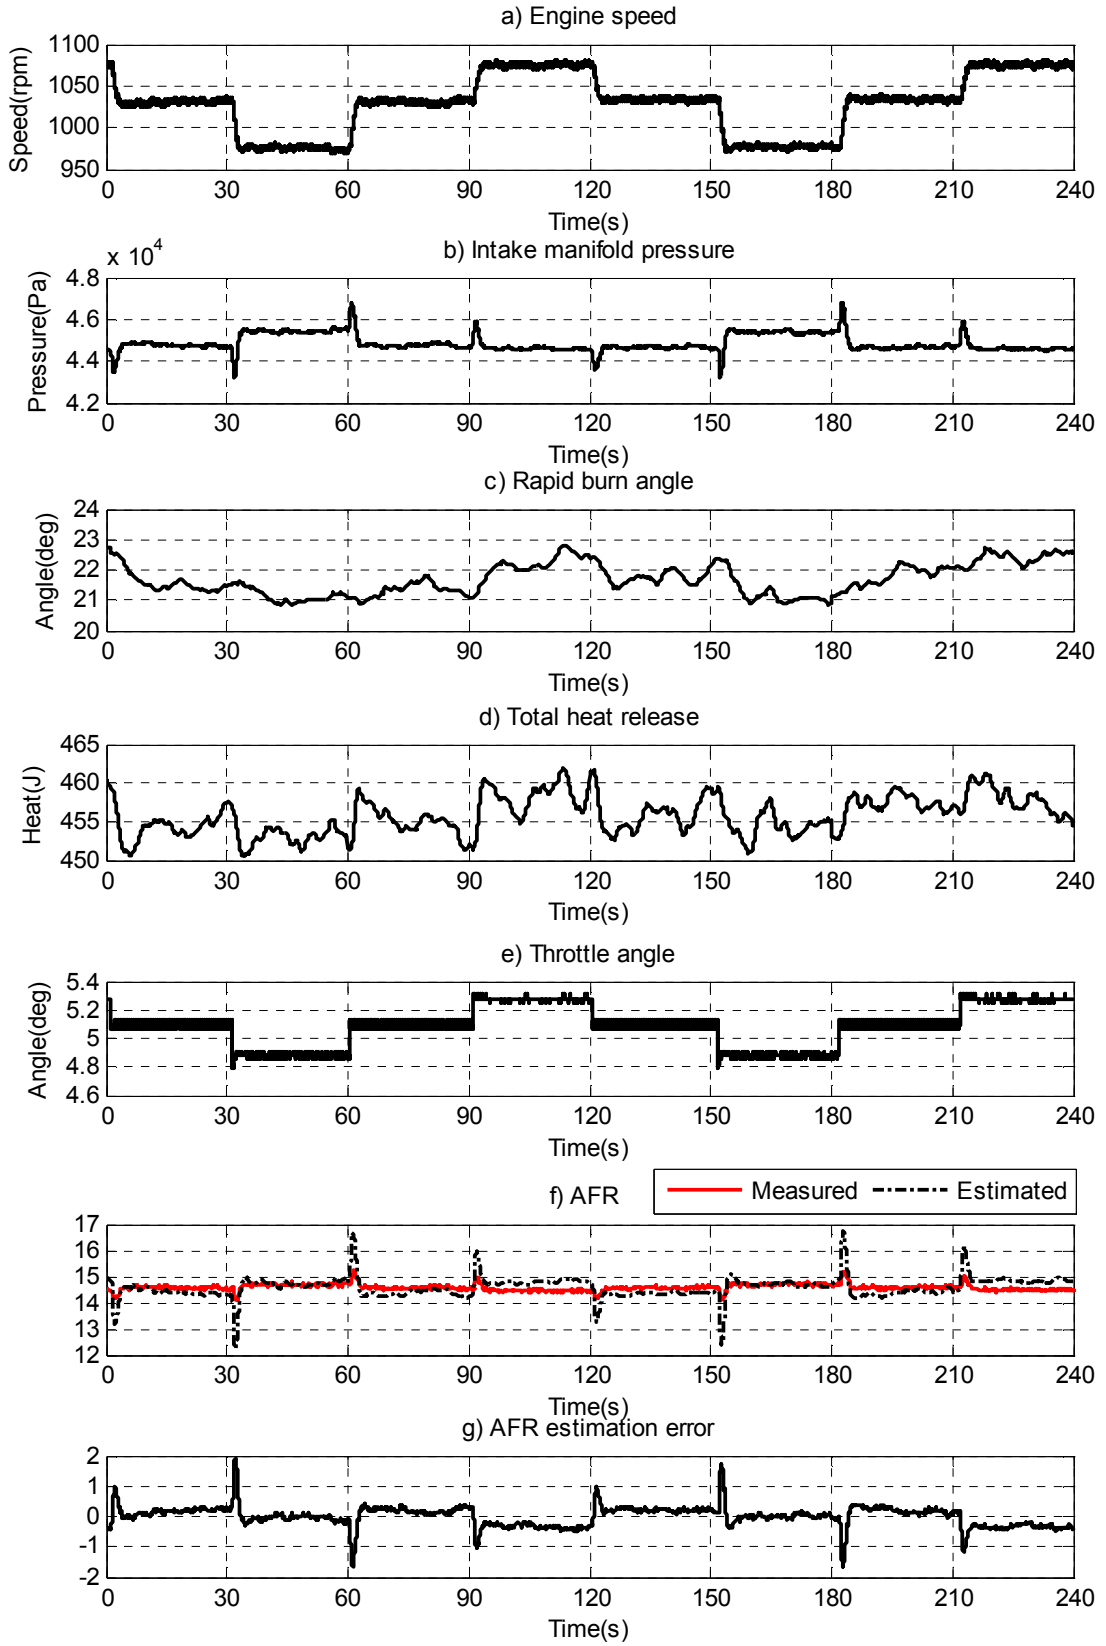 a) Engine speed
Speed(rpm)
1100
1050
1000
950
0 30 60 90 120 150 180 210 240
Time(s)
x 10^4
b) Intake manifold pressure
Pressure(Pa)
4.8
4.6
4.4
4.2
0 30 60 90 120 150 180 210 240
Time(s)
c) Rapid burn angle
Angle(deg)
24
23
22
21
20
0 30 60 90 120 150 180 210 240
Time(s)
d) Total heat release
Heat(J)
465
460
455
450
0 30 60 90 120 150 180 210 240
Time(s)
e) Throttle angle
Angle(deg)
5.4
5.2
5
4.8
4.6
0 30 60 90 120 150 180 210 240
Time(s)
f) AFR
Measured Estimated
17
16
15
14
13
12
0 30 60 90 120 150 180 210 240
Time(s)
g) AFR estimation error
2
1
0
-1
-2
0 30 60 90 120 150 180 210 240
Time(s)